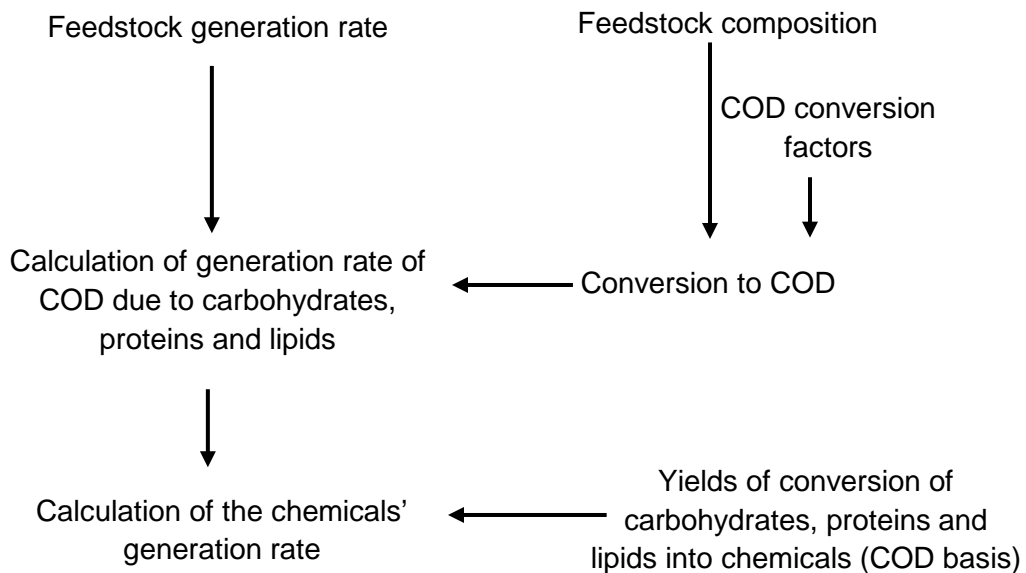 Feedstock generation rate
Feedstock composition
COD conversion
factors
Calculation of generation rate of
COD due to carbohydrates,
proteins and lipids
Conversion to COD
Calculation of the chemicals’
generation rate
Yields of conversion of
carbohydrates, proteins and
lipids into chemicals (COD basis)